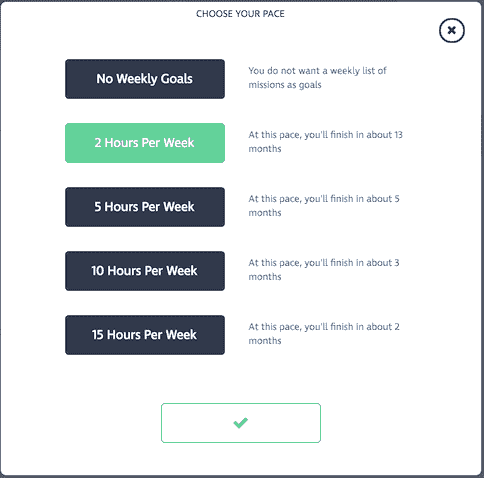 CHOOSE YOUR PACE
No Weekly Goals
You do not want a weekly list of
missions as goals
2 Hours Per Week
At this pace, you'll finish in about 13
months
5 Hours Per Week
At this pace, you'll finish in about 5
months
10 Hours Per Week
At this pace, you'll finish in about 3
months
15 Hours Per Week
At this pace, you'll finish in about 2
months